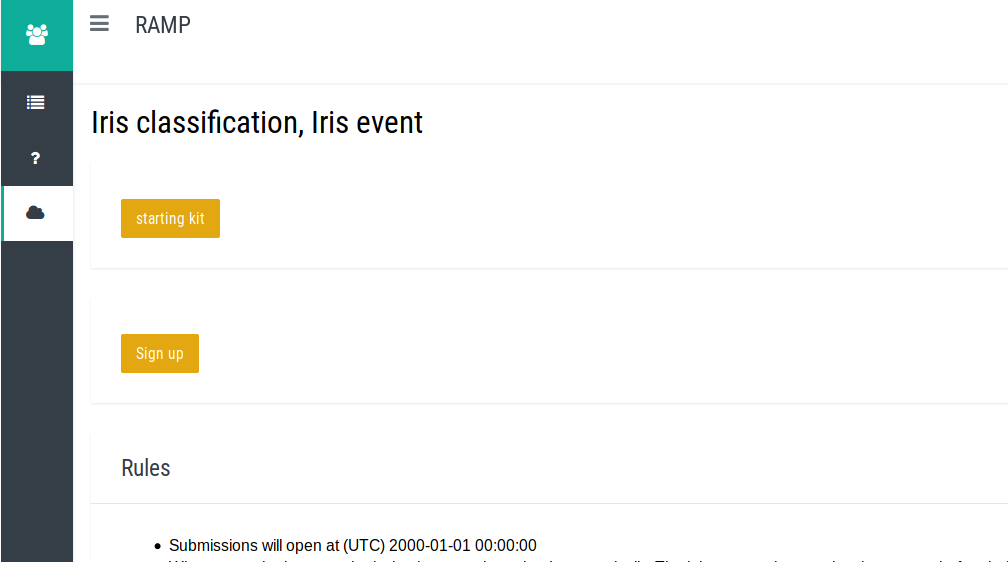 RAMP
Iris classification, Iris event
starting kit
Sign up
Rules
Submissions will open at (UTC) 2000-01-01 00:00:00